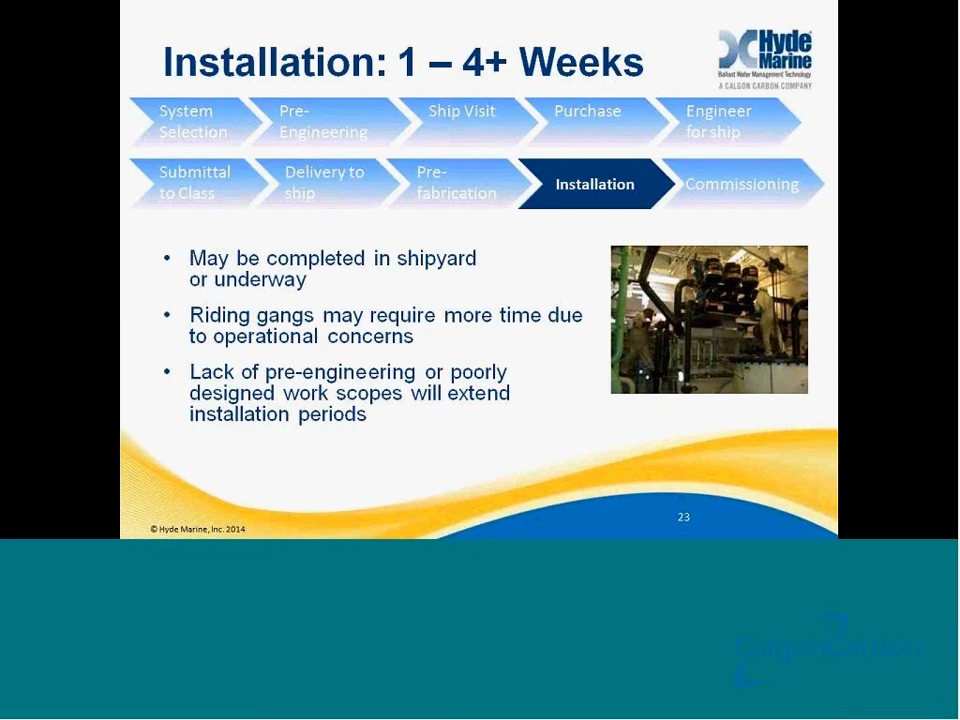 Installation: 1 – 4+ Weeks
Hyde
Marine
Ballast Water Management Technology
A CALGON CARBON COMPANY
System
Selection
Pre-
Engineering
Ship Visit
Purchase
Engineer
for ship
Submittal
to Class
Delivery to
ship
Pre-
fabrication
Installation
Commissioning
• May be completed in shipyard
or underway
• Riding gangs may require more time due
to operational concerns
• Lack of pre-engineering or poorly
designed work scopes will extend
installation periods
23
© Hyde Marine, Inc. 2014
CalgonCarbon